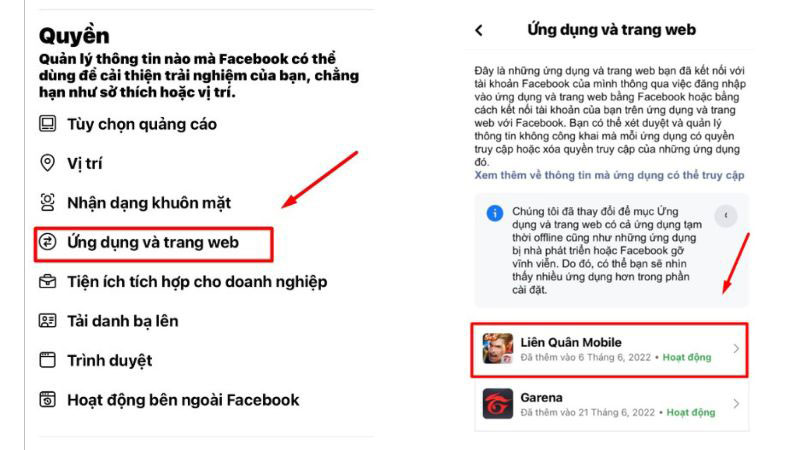 Quyền
Quản lý thông tin nào mà Facebook có thể
dùng để cải thiện trải nghiệm của bạn, chẳng
hạn như sở thích hoặc vị trí.
Tùy chọn quảng cáo
Vị trí
Nhận dạng khuôn mặt
Ứng dụng và trang web
Tiện ích tích hợp cho doanh nghiệp
Tải danh bạ lên
Trình duyệt
Hoạt động bên ngoài Facebook
Ứng dụng và trang web
Đây là những ứng dụng và trang web bạn đã kết nối với
tài khoản Facebook của mình thông qua việc đăng nhập
vào ứng dụng và trang web bằng Facebook hoặc bằng
cách kết nối tài khoản của bạn trên ứng dụng và trang
web với Facebook. Bạn có thể xét duyệt và quản lý
thông tin không công khai mà mỗi ứng dụng có quyền
truy cập hoặc xóa quyền truy cập của những ứng dụng
đó.
Xem thêm về thông tin mà ứng dụng có thể truy cập
Chúng tôi đã thay đổi để mục Ứng
dụng và trang web có cả ứng dụng tạm
thời offline cũng như những ứng dụng
bị nhà phát triển hoặc Facebook gỡ
vĩnh viễn. Do đó, có thể bạn sẽ nhìn
thấy nhiều ứng dụng hơn trong phần
cài đặt.
Liên Quân Mobile
Đã thêm vào 6 Tháng 6, 2022 • Hoạt động
Garena
Đã thêm vào 21 Tháng 6, 2022 • Hoạt động